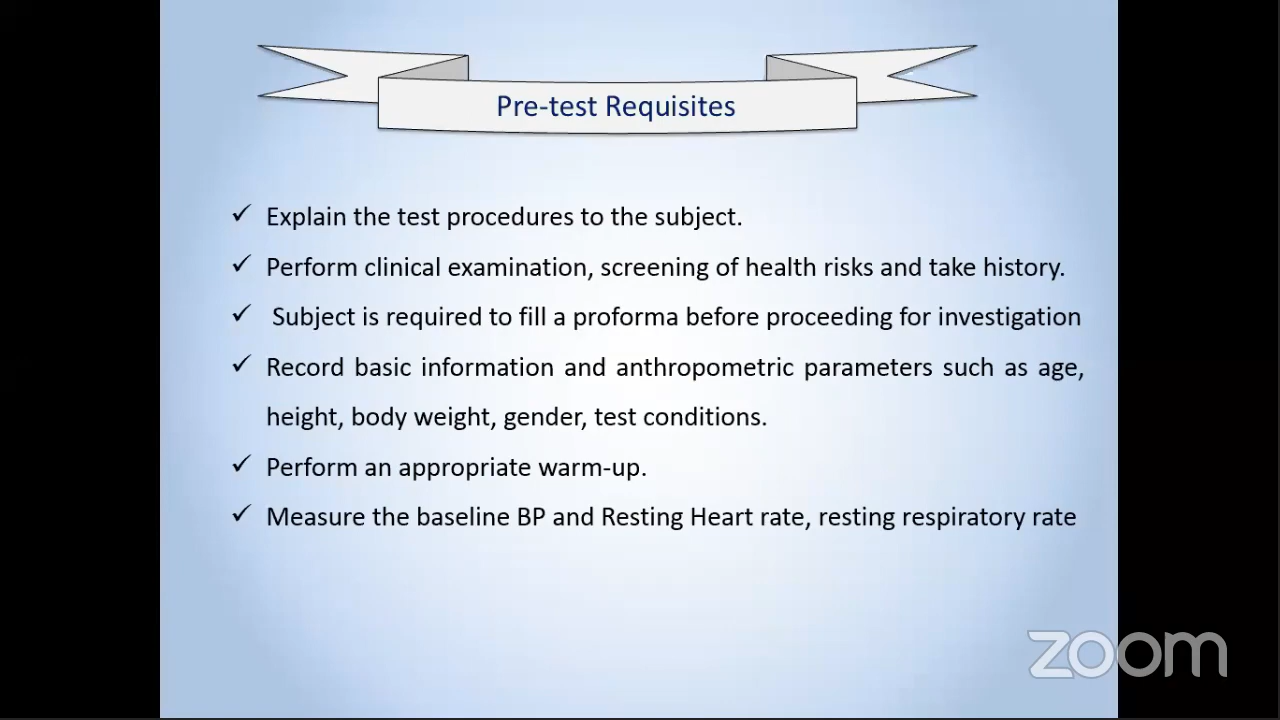 Pre-test Requisites
✓ Explain the test procedures to the subject.
✓ Perform clinical examination, screening of health risks and take history.
✓ Subject is required to fill a proforma before proceeding for investigation
✓ Record basic information and anthropometric parameters such as age,
height, body weight, gender, test conditions.
✓ Perform an appropriate warm-up.
✓ Measure the baseline BP and Resting Heart rate, resting respiratory rate
zoom